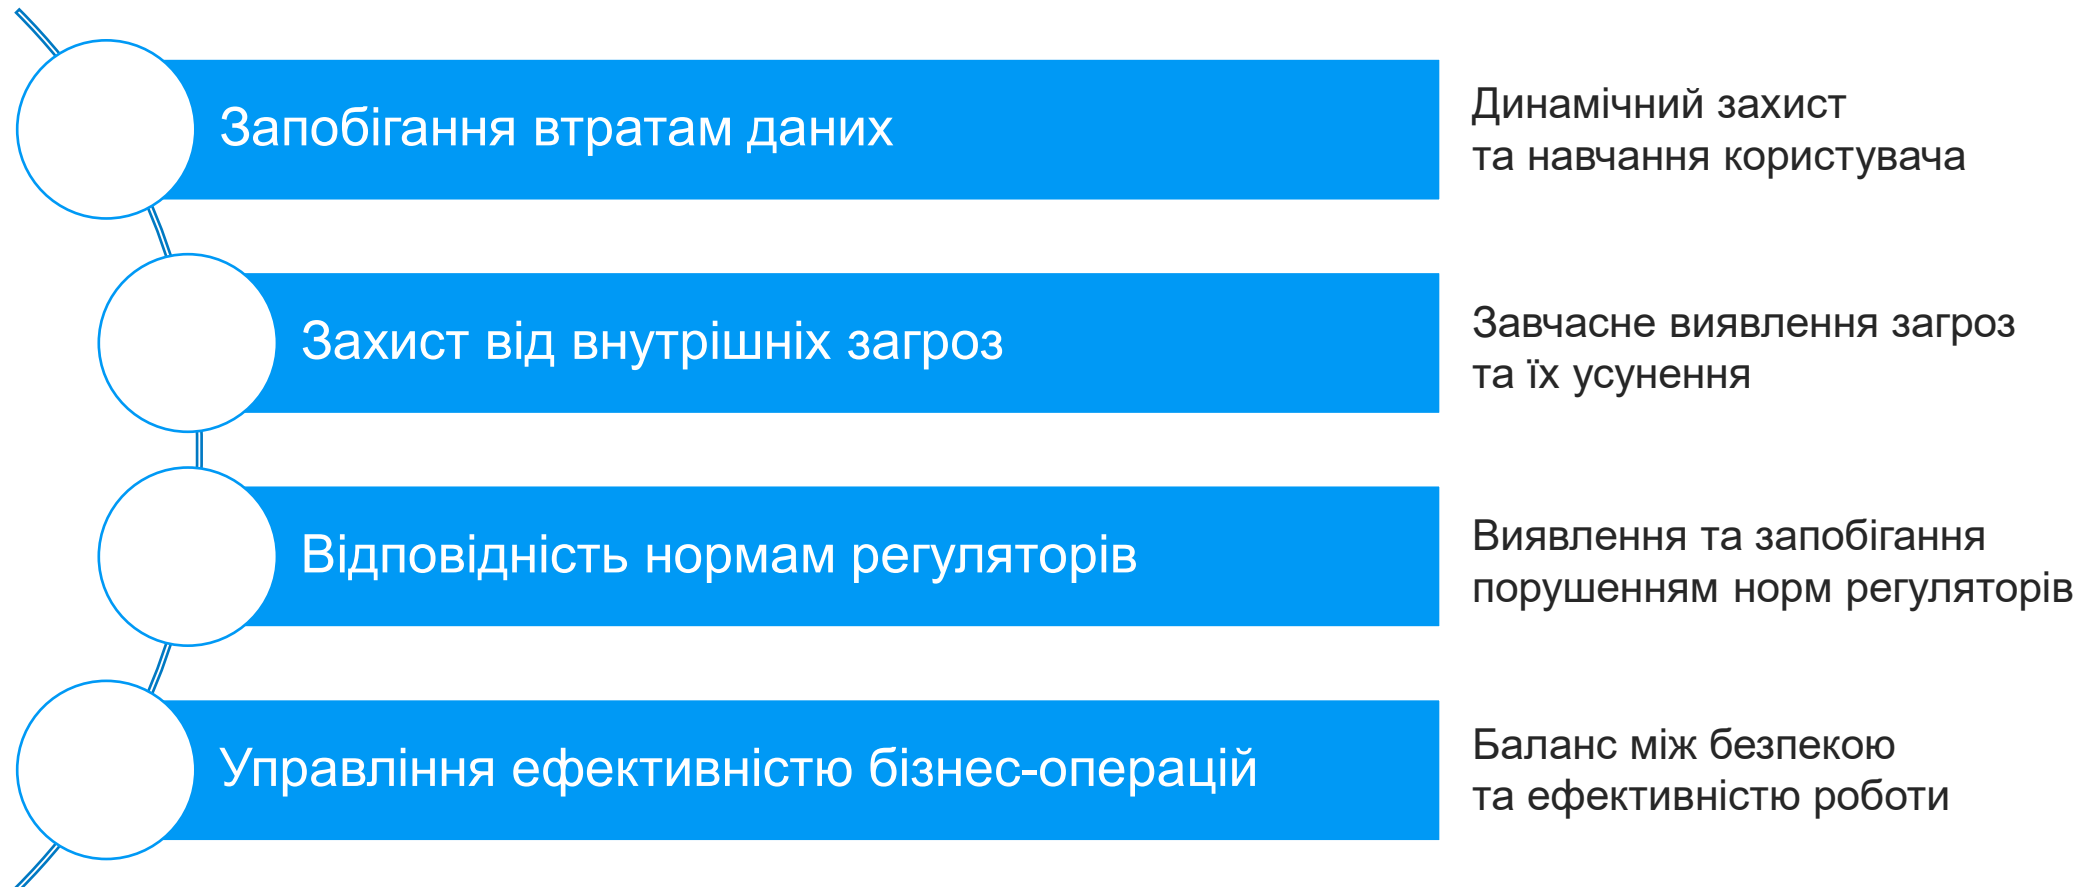 Запобігання втратам даних
Динамічний захист
та навчання користувача
Захист від внутрішніх загроз
Завчасне виявлення загроз
та їх усунення
Відповідність нормам регуляторів
Виявлення та запобігання
порушенням норм регуляторів
Управління ефективністю бізнес-операцій
Баланс між безпекою
та ефективністю роботи